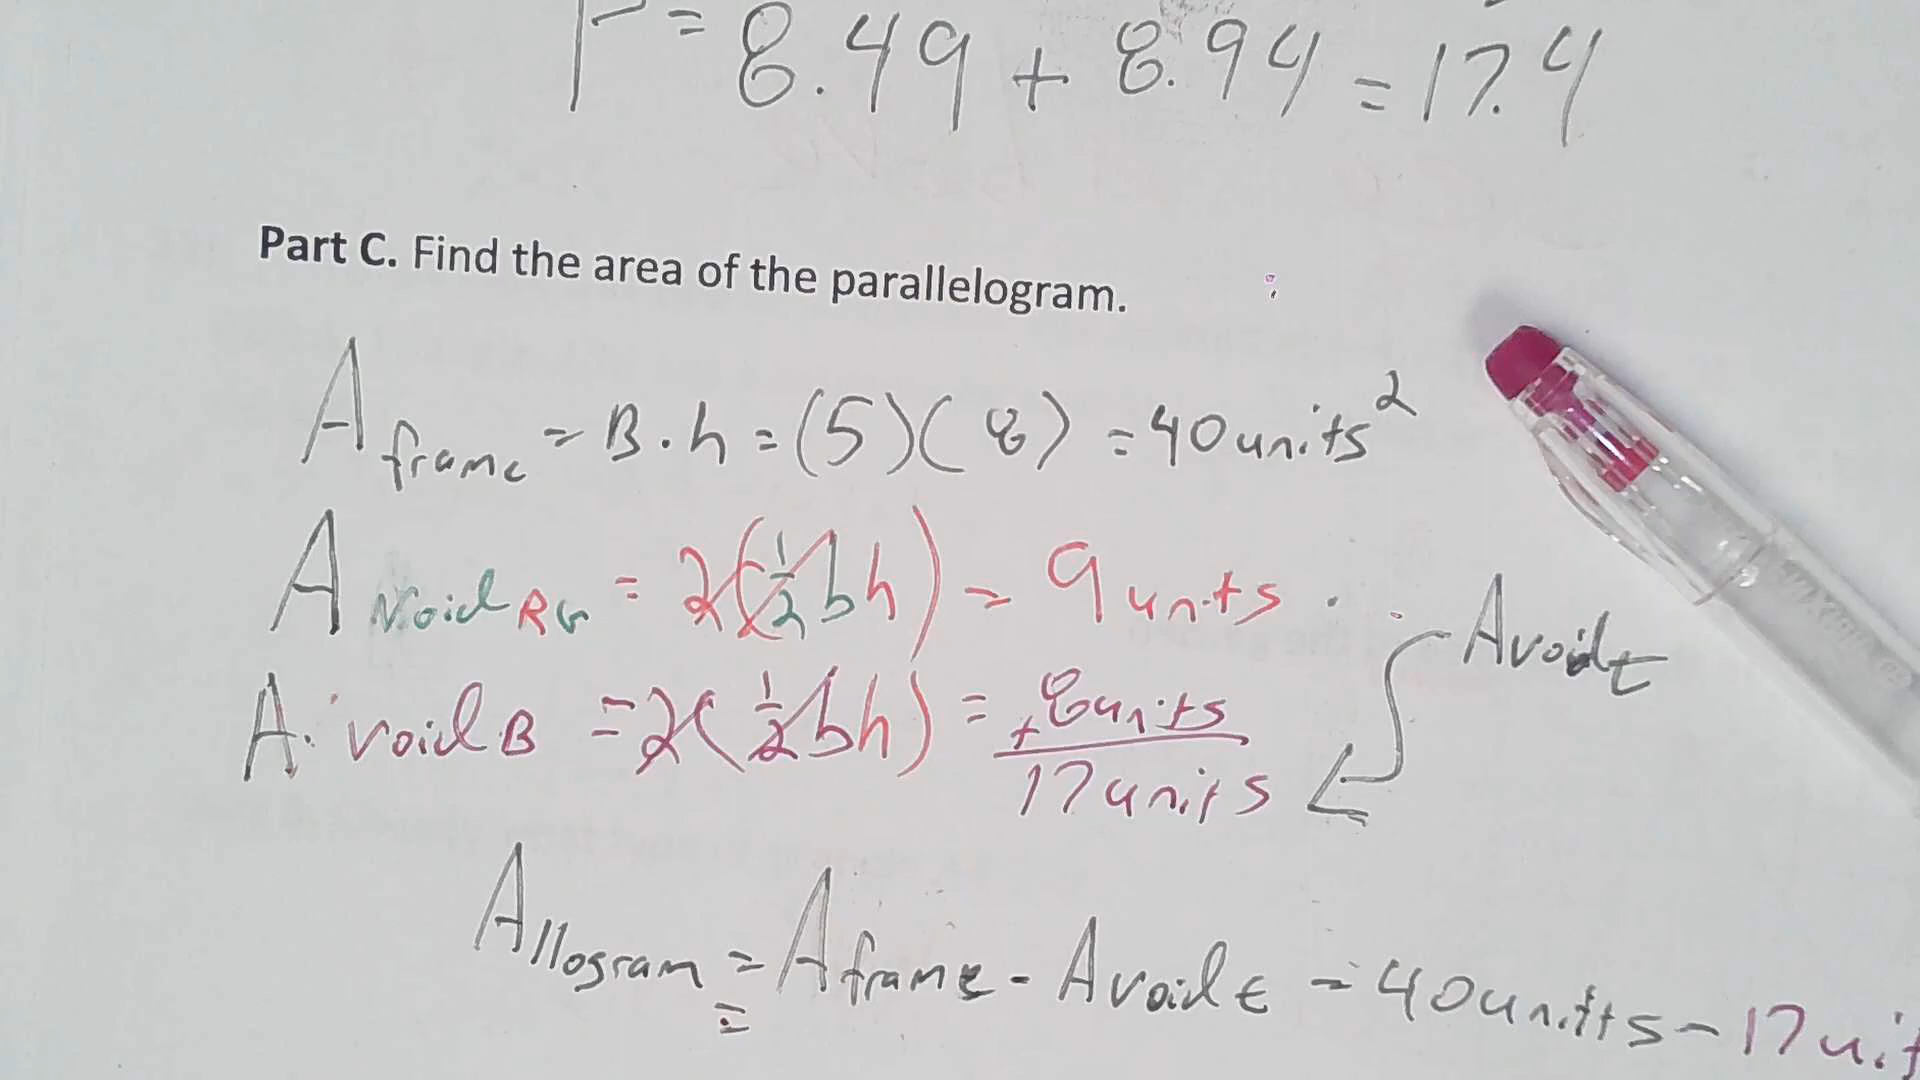 P = 8.49 + 8.94 = 17.4
Part C. Find the area of the parallelogram.
A frame = B · h = (5)(8) = 40 units²
A void RG = 2(½bh) = 9 units
A void B = 2(½bh) = +8 units
A void t
17 units
A llogram = A frame - A void t = 40 units - 17 unit